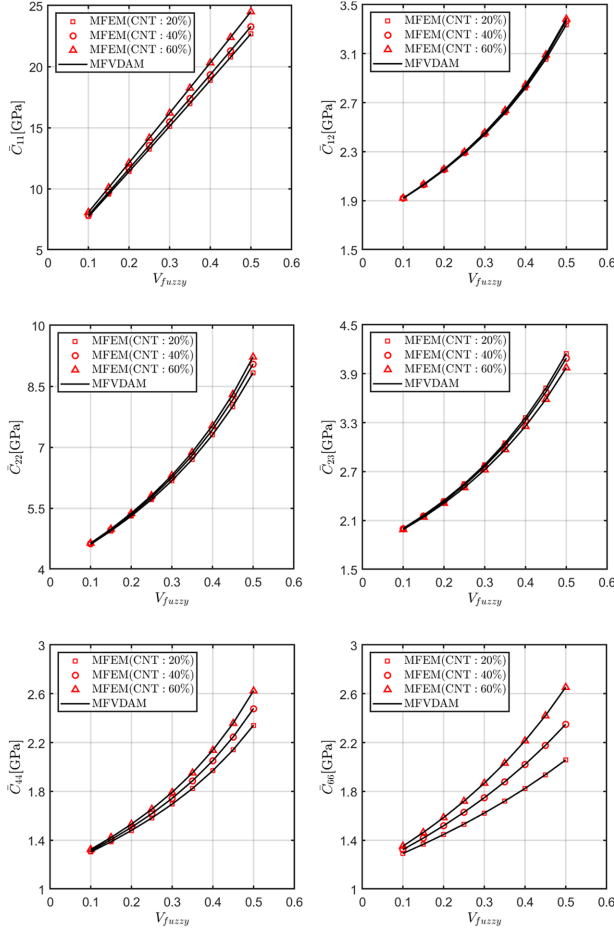 25
20
15
10
5
0
0.1
0.2
0.3
0.4
0.5
0.6
C̄11[GPa]
Vfuzzy
MFEM(CNT : 20%)
MFEM(CNT : 40%)
MFEM(CNT : 60%)
MFVDAM
3.5
3.1
2.7
2.3
1.9
1.5
0
0.1
0.2
0.3
0.4
0.5
0.6
C̄12[GPa]
Vfuzzy
MFEM(CNT : 20%)
MFEM(CNT : 40%)
MFEM(CNT : 60%)
MFVDAM
10
8.5
7
5.5
4
0
0.1
0.2
0.3
0.4
0.5
0.6
C̄22[GPa]
Vfuzzy
MFEM(CNT : 20%)
MFEM(CNT : 40%)
MFEM(CNT : 60%)
MFVDAM
4.5
3.9
3.3
2.7
2.1
1.5
0
0.1
0.2
0.3
0.4
0.5
0.6
C̄23[GPa]
Vfuzzy
MFEM(CNT : 20%)
MFEM(CNT : 40%)
MFEM(CNT : 60%)
MFVDAM
3
2.6
2.2
1.8
1.4
1
0
0.1
0.2
0.3
0.4
0.5
0.6
C̄44[GPa]
Vfuzzy
MFEM(CNT : 20%)
MFEM(CNT : 40%)
MFEM(CNT : 60%)
MFVDAM
3
2.6
2.2
1.8
1.4
1
0
0.1
0.2
0.3
0.4
0.5
0.6
C̄66[GPa]
Vfuzzy
MFEM(CNT : 20%)
MFEM(CNT : 40%)
MFEM(CNT : 60%)
MFVDAM